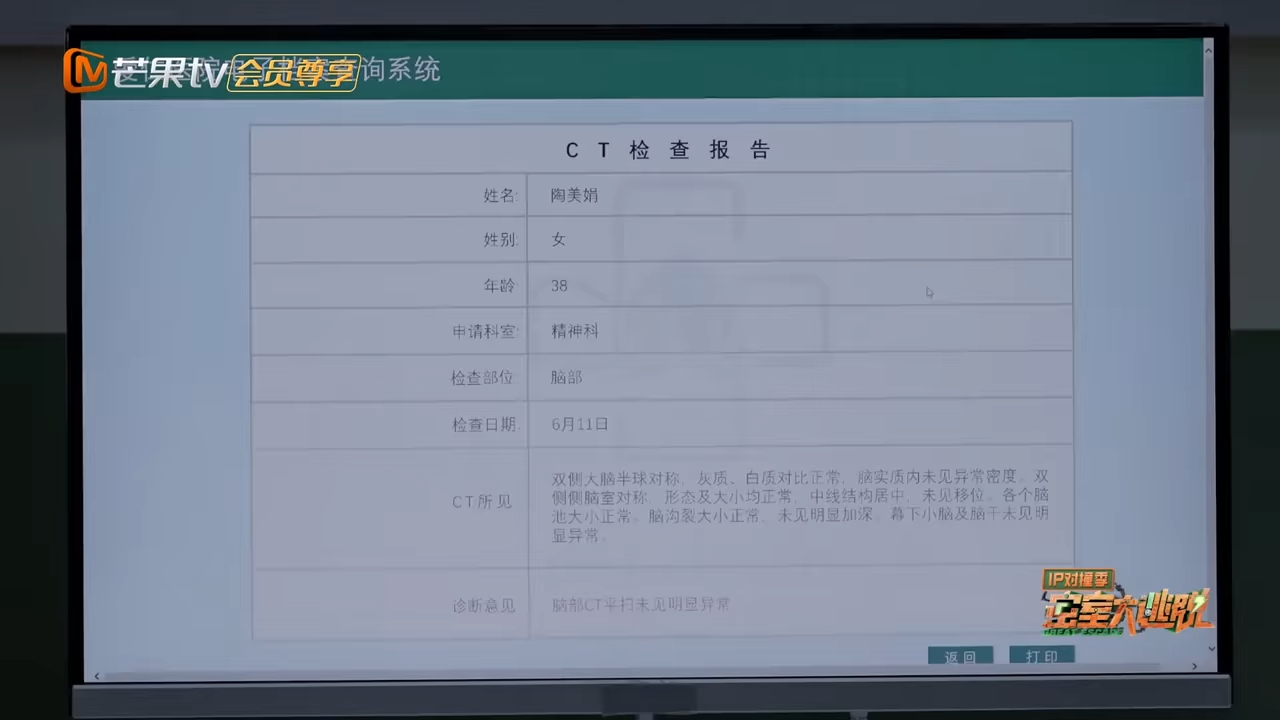 芒果tv会员尊享
询系统
CT检查报告
姓名: 陶美娟
姓别: 女
年龄 38
申请科室: 精神科
检查部位 脑部
检查日期: 6月11日
CT所见
双侧大脑半球对称、灰质、白质对比正常，脑实质内未见异常密度。双
侧侧脑室对称，形态及大小均正常，中线结构居中，未见移位。各个脑
池大小正常。脑沟裂大小正常，未见明显加深，幕下小脑及脑干未见明
显异常。
诊断意见 脑部CT平扫未见明显异常
IP对撞季
密室大逃脱
GREAT ESCAPE
返回 打印